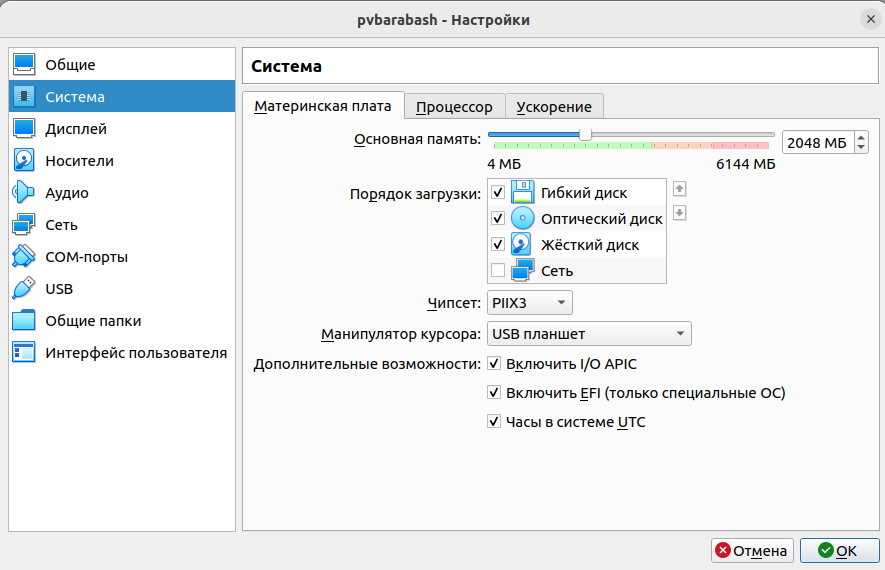 pvbarabash - Настройки
Общие
Система
Дисплей
Носители
Аудио
Сеть
COM-порты
USB
Общие папки
Интерфейс пользователя
Система
Материнская плата
Процессор
Ускорение
Основная память:
2048 МБ
4 МБ
6144 МБ
Порядок загрузки:
Гибкий диск
Оптический диск
Жёсткий диск
Сеть
Чипсет:
PIIX3
Манипулятор курсора:
USB планшет
Дополнительные возможности:
Включить I/O APIC
Включить EFI (только специальные ОС)
Часы в системе UTC
Отмена
OK